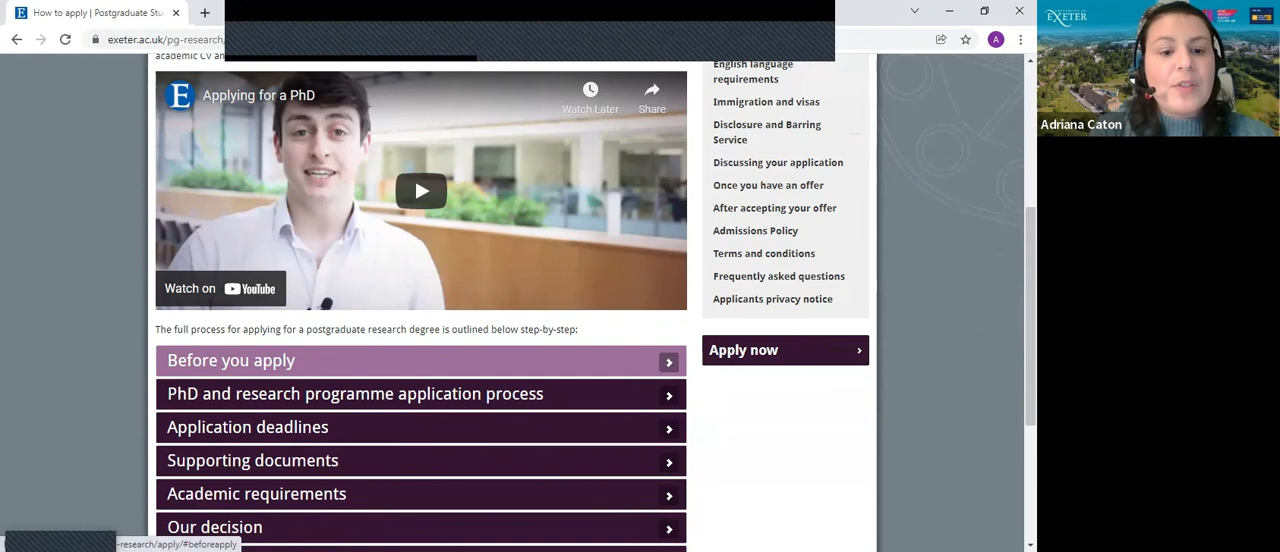 How to apply | Postgraduate Stu
exeter.ac.uk/pg-research/
A
EXETER
Adriana Caton
academic CV an
Applying for a PhD
Watch Later
Share
Watch on YouTube
The full process for applying for a postgraduate research degree is outlined below step-by-step:
Before you apply
PhD and research programme application process
Application deadlines
Supporting documents
Academic requirements
Our decision
English language
requirements
Immigration and visas
Disclosure and Barring
Service
Discussing your application
Once you have an offer
After accepting your offer
Admissions Policy
Terms and conditions
Frequently asked questions
Applicants privacy notice
Apply now
-research/apply/#beforeapply